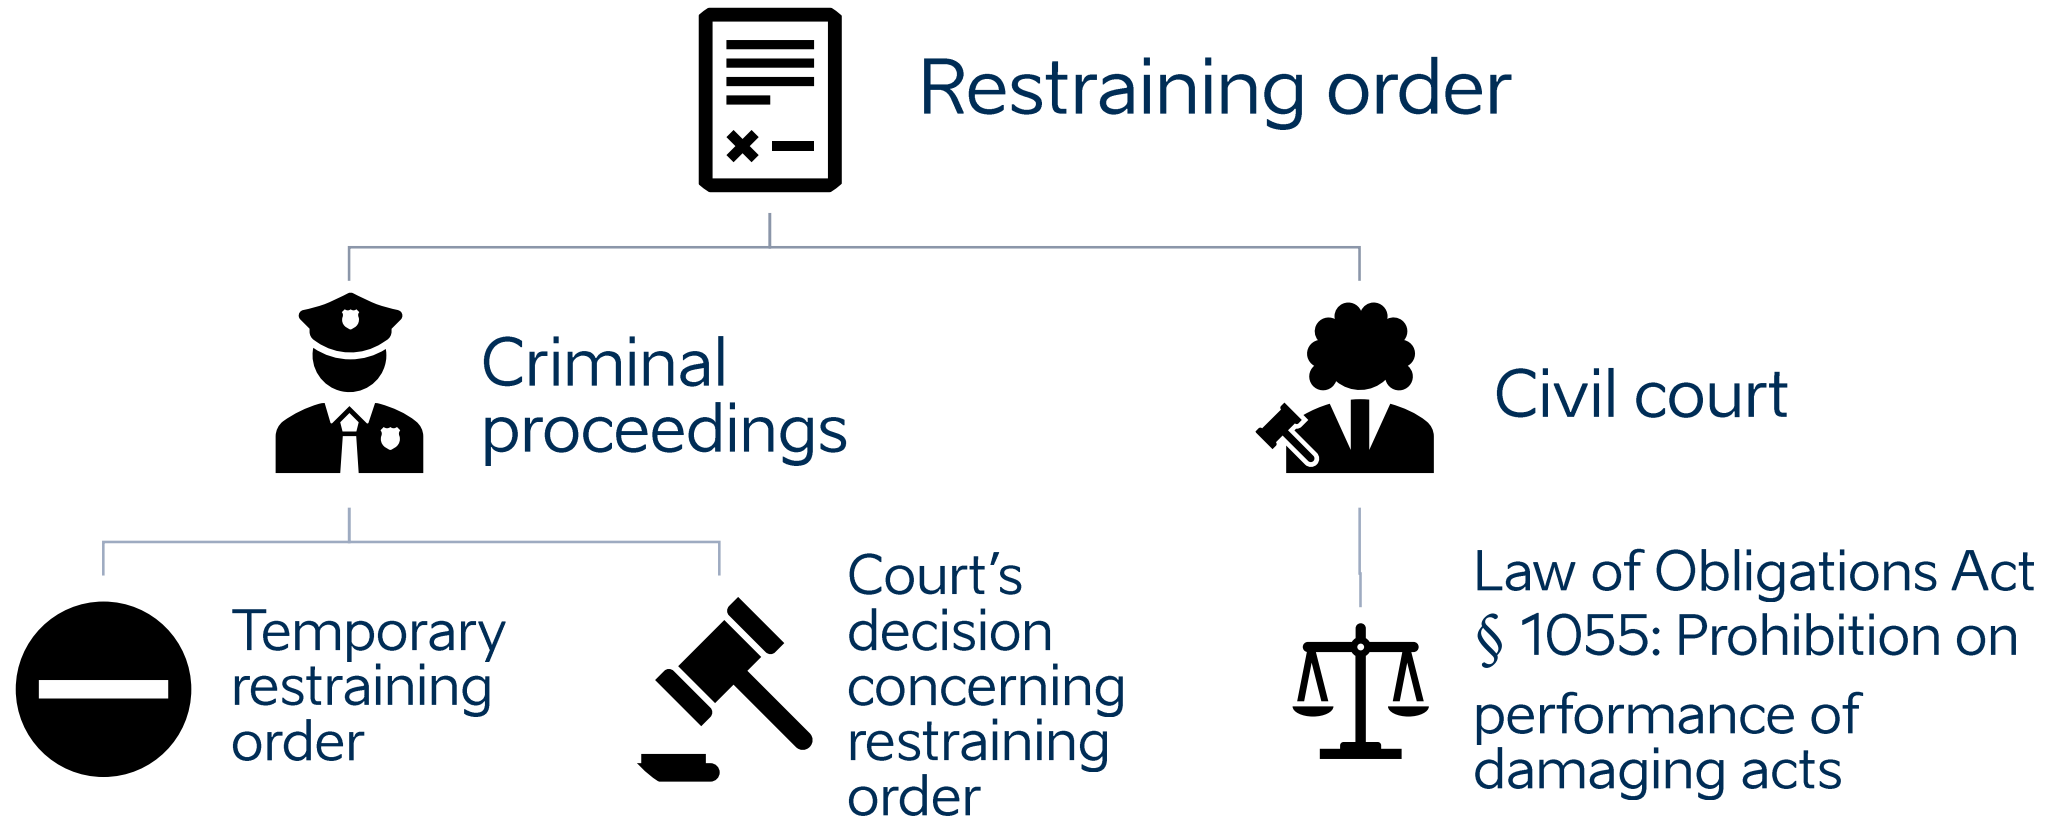 Restraining order
Criminal
proceedings
Civil court
Temporary
restraining
order
Court’s
decision
concerning
restraining
order
Law of Obligations Act
§ 1055: Prohibition on
performance of
damaging acts